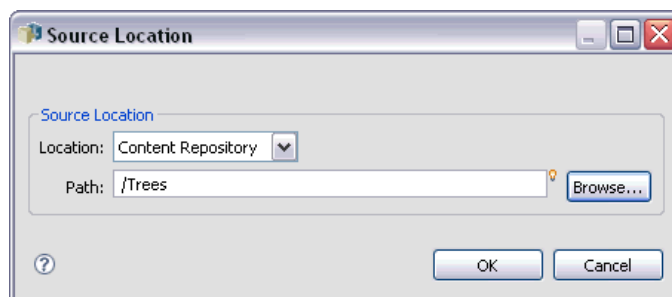 Source Location
Source Location
Location: Content Repository
Path: /Trees Browse...
? OK Cancel